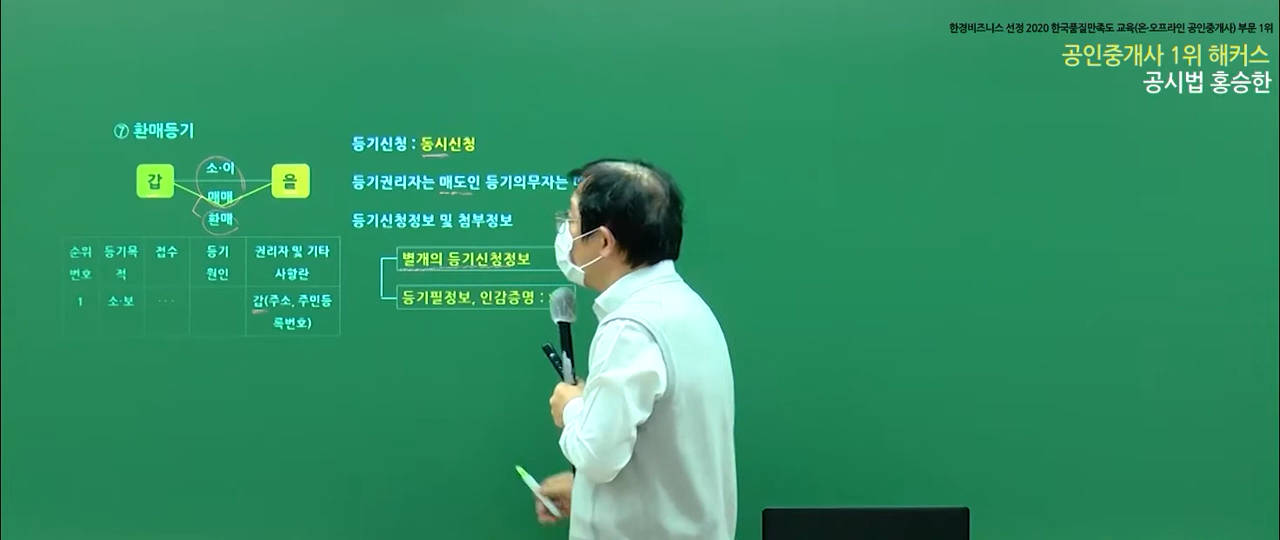 한경비즈니스 선정 2020 한국품질만족도 교육(온·오프라인 공인중개사) 부문 1위
공인중개사 1위 해커스
공시법 홍승한
⑦ 환매등기
갑
소·이
매매
환매
을
순위번호
등기목적
접수
등기원인
권리자 및 기타사항란
1
소·보
···
갑(주소, 주민등록번호)
등기신청 : 동시신청
등기권리자는 매도인 등기의무자는
등기신청정보 및 첨부정보
별개의 등기신청정보
등기필정보, 인감증명 :